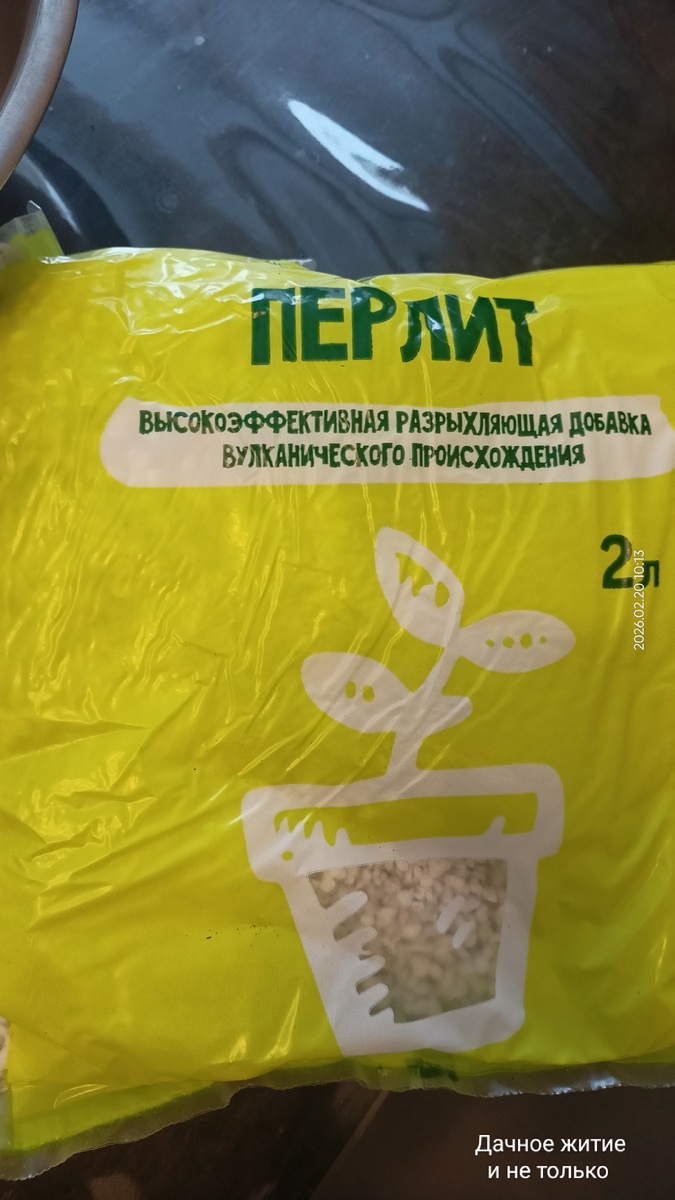 ПЕРЛИТ
ВЫСОКОЭФФЕКТИВНАЯ РАЗРЫХЛЯЮЩАЯ ДОБАВКА
ВУЛКАНИЧЕСКОГО ПРОИСХОЖДЕНИЯ
2л
2026.02.20 10:13
Дачное житие
и не только